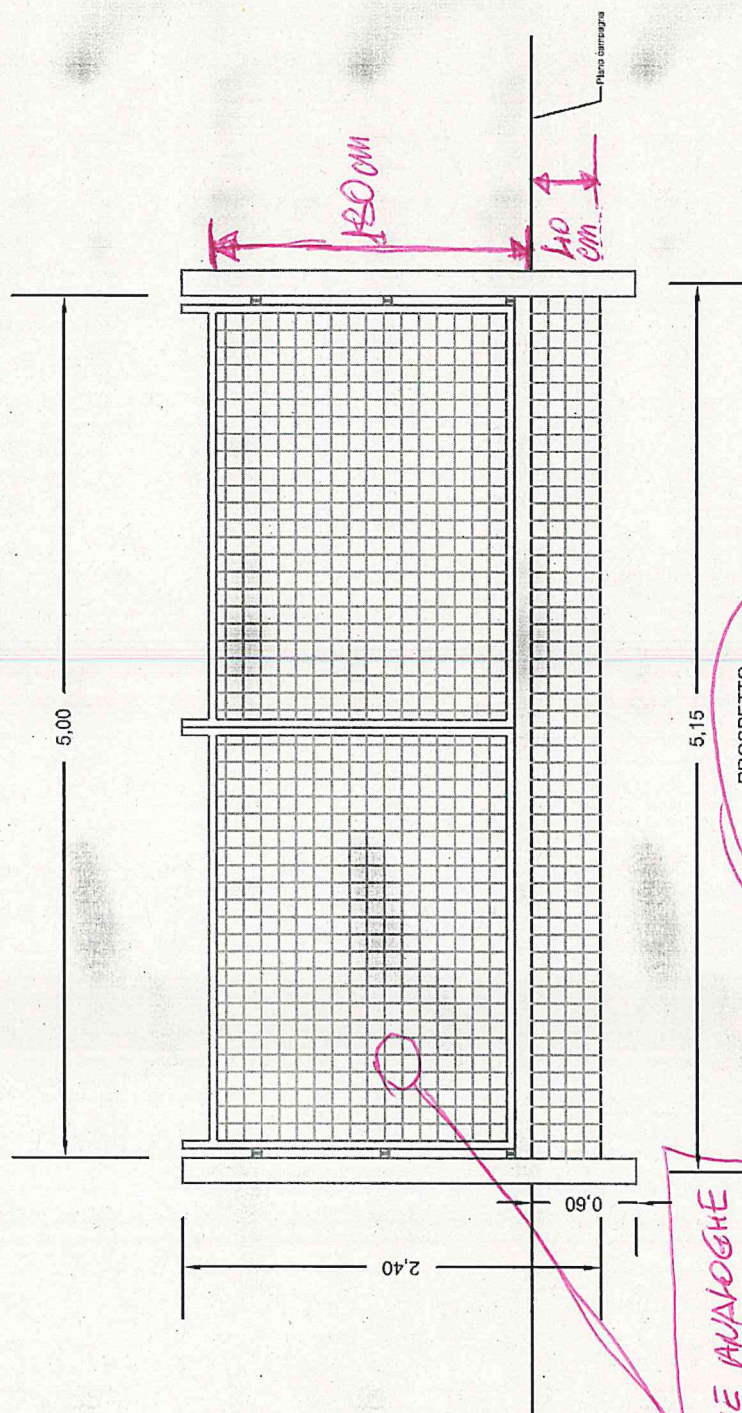 5,00
180 cm
Piano campagna
40
cm
2,40
0,60
5,15
PROSPETTO
E ANALOGHE